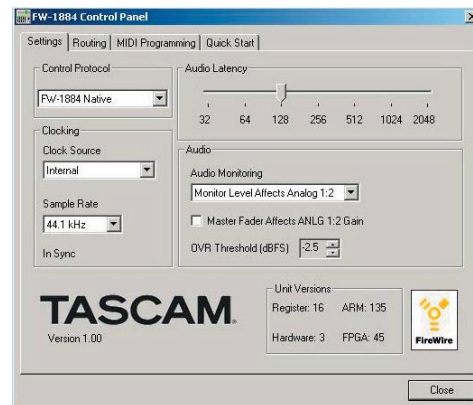 FW-1884 Control Panel
Settings
Routing
MIDI Programming
Quick Start
Control Protocol
FW-1884 Native
Audio Latency
32 64 128 256 512 1024 2048
Clocking
Clock Source
Internal
Sample Rate
44.1 kHz
In Sync
Audio
Audio Monitoring
Monitor Level Affects Analog 1:2
Master Fader Affects ANLG 1:2 Gain
OVR Threshold (dBFS) -2.5
TASCAM.
Version 1.00
Unit Versions
Register: 16 ARM: 135
Hardware: 3 FPGA: 45
FireWire
Close